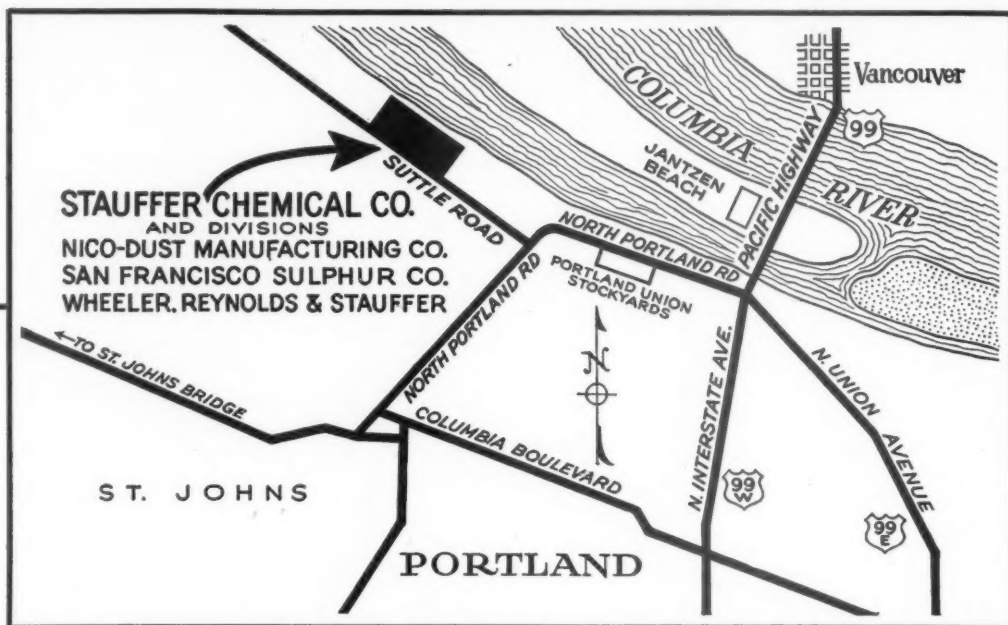 COLUMBIA
RIVER
Vancouver
99
JANTZEN
BEACH
PACIFIC HIGHWAY
SUTTLE ROAD
STAUFFER CHEMICAL CO.
AND DIVISIONS
NICO-DUST MANUFACTURING CO.
SAN FRANCISCO SULPHUR CO.
WHEELER, REYNOLDS & STAUFFER
NORTH PORTLAND RD
PORTLAND UNION
STOCKYARDS
NORTH PORTLAND RD
N
N. INTERSTATE AVE.
N. UNION
AVENUE
←TO ST. JOHNS BRIDGE
COLUMBIA BOULEVARD
ST. JOHNS
99
W
99
E
PORTLAND